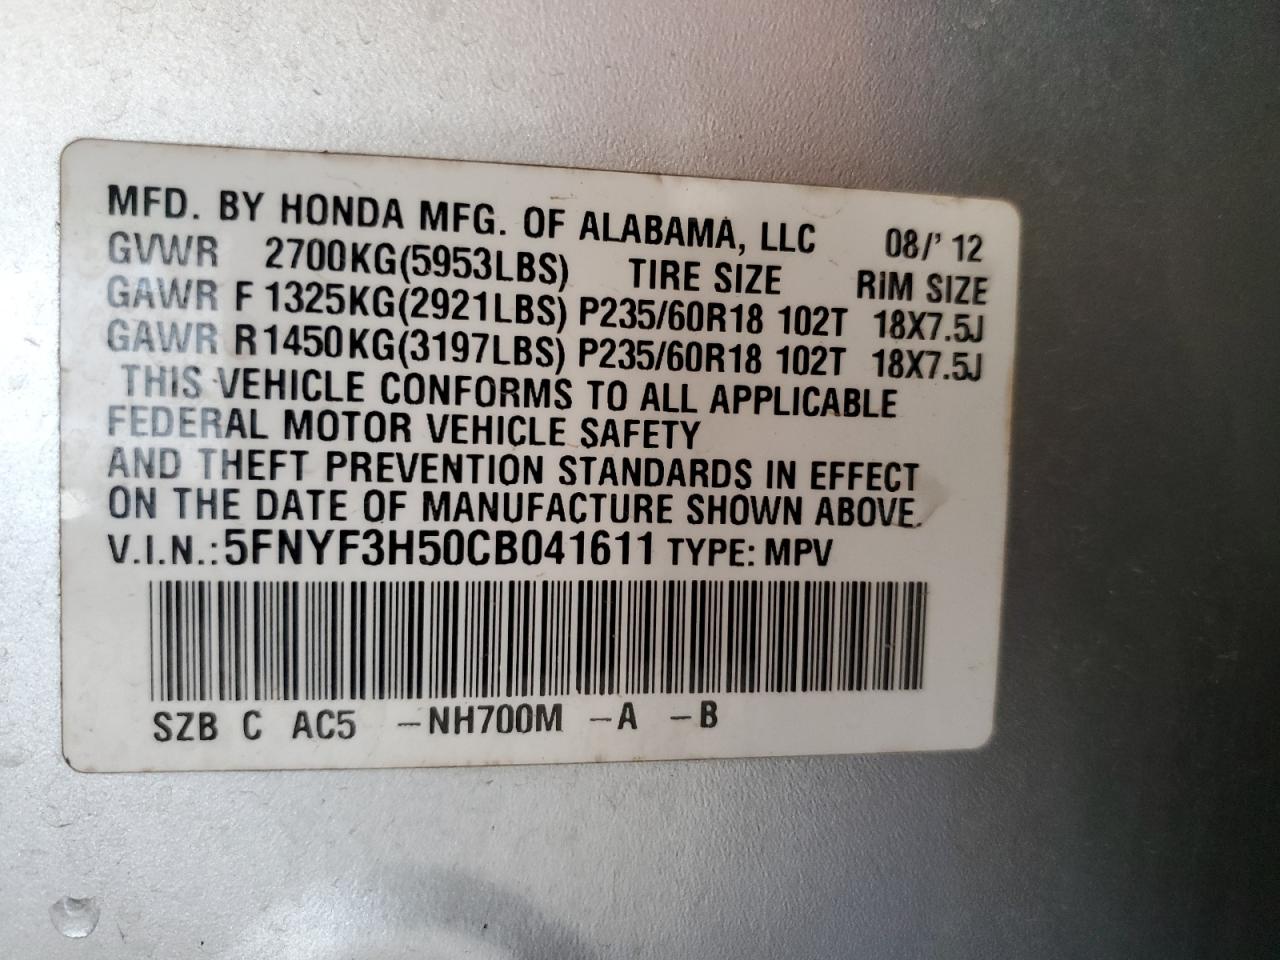 MFD. BY HONDA MFG. OF ALABAMA, LLC 08/' 12
GVWR 2700KG(5953LBS) TIRE SIZE RIM SIZE
GAWR F 1325KG(2921LBS) P235/60R18 102T 18X7.5J
GAWR R 1450KG(3197LBS) P235/60R18 102T 18X7.5J
THIS VEHICLE CONFORMS TO ALL APPLICABLE
FEDERAL MOTOR VEHICLE SAFETY
AND THEFT PREVENTION STANDARDS IN EFFECT
ON THE DATE OF MANUFACTURE SHOWN ABOVE.
V.I.N.: 5FNYF3H50CB041611 TYPE: MPV
SZB C AC5 -NH700M -A -B